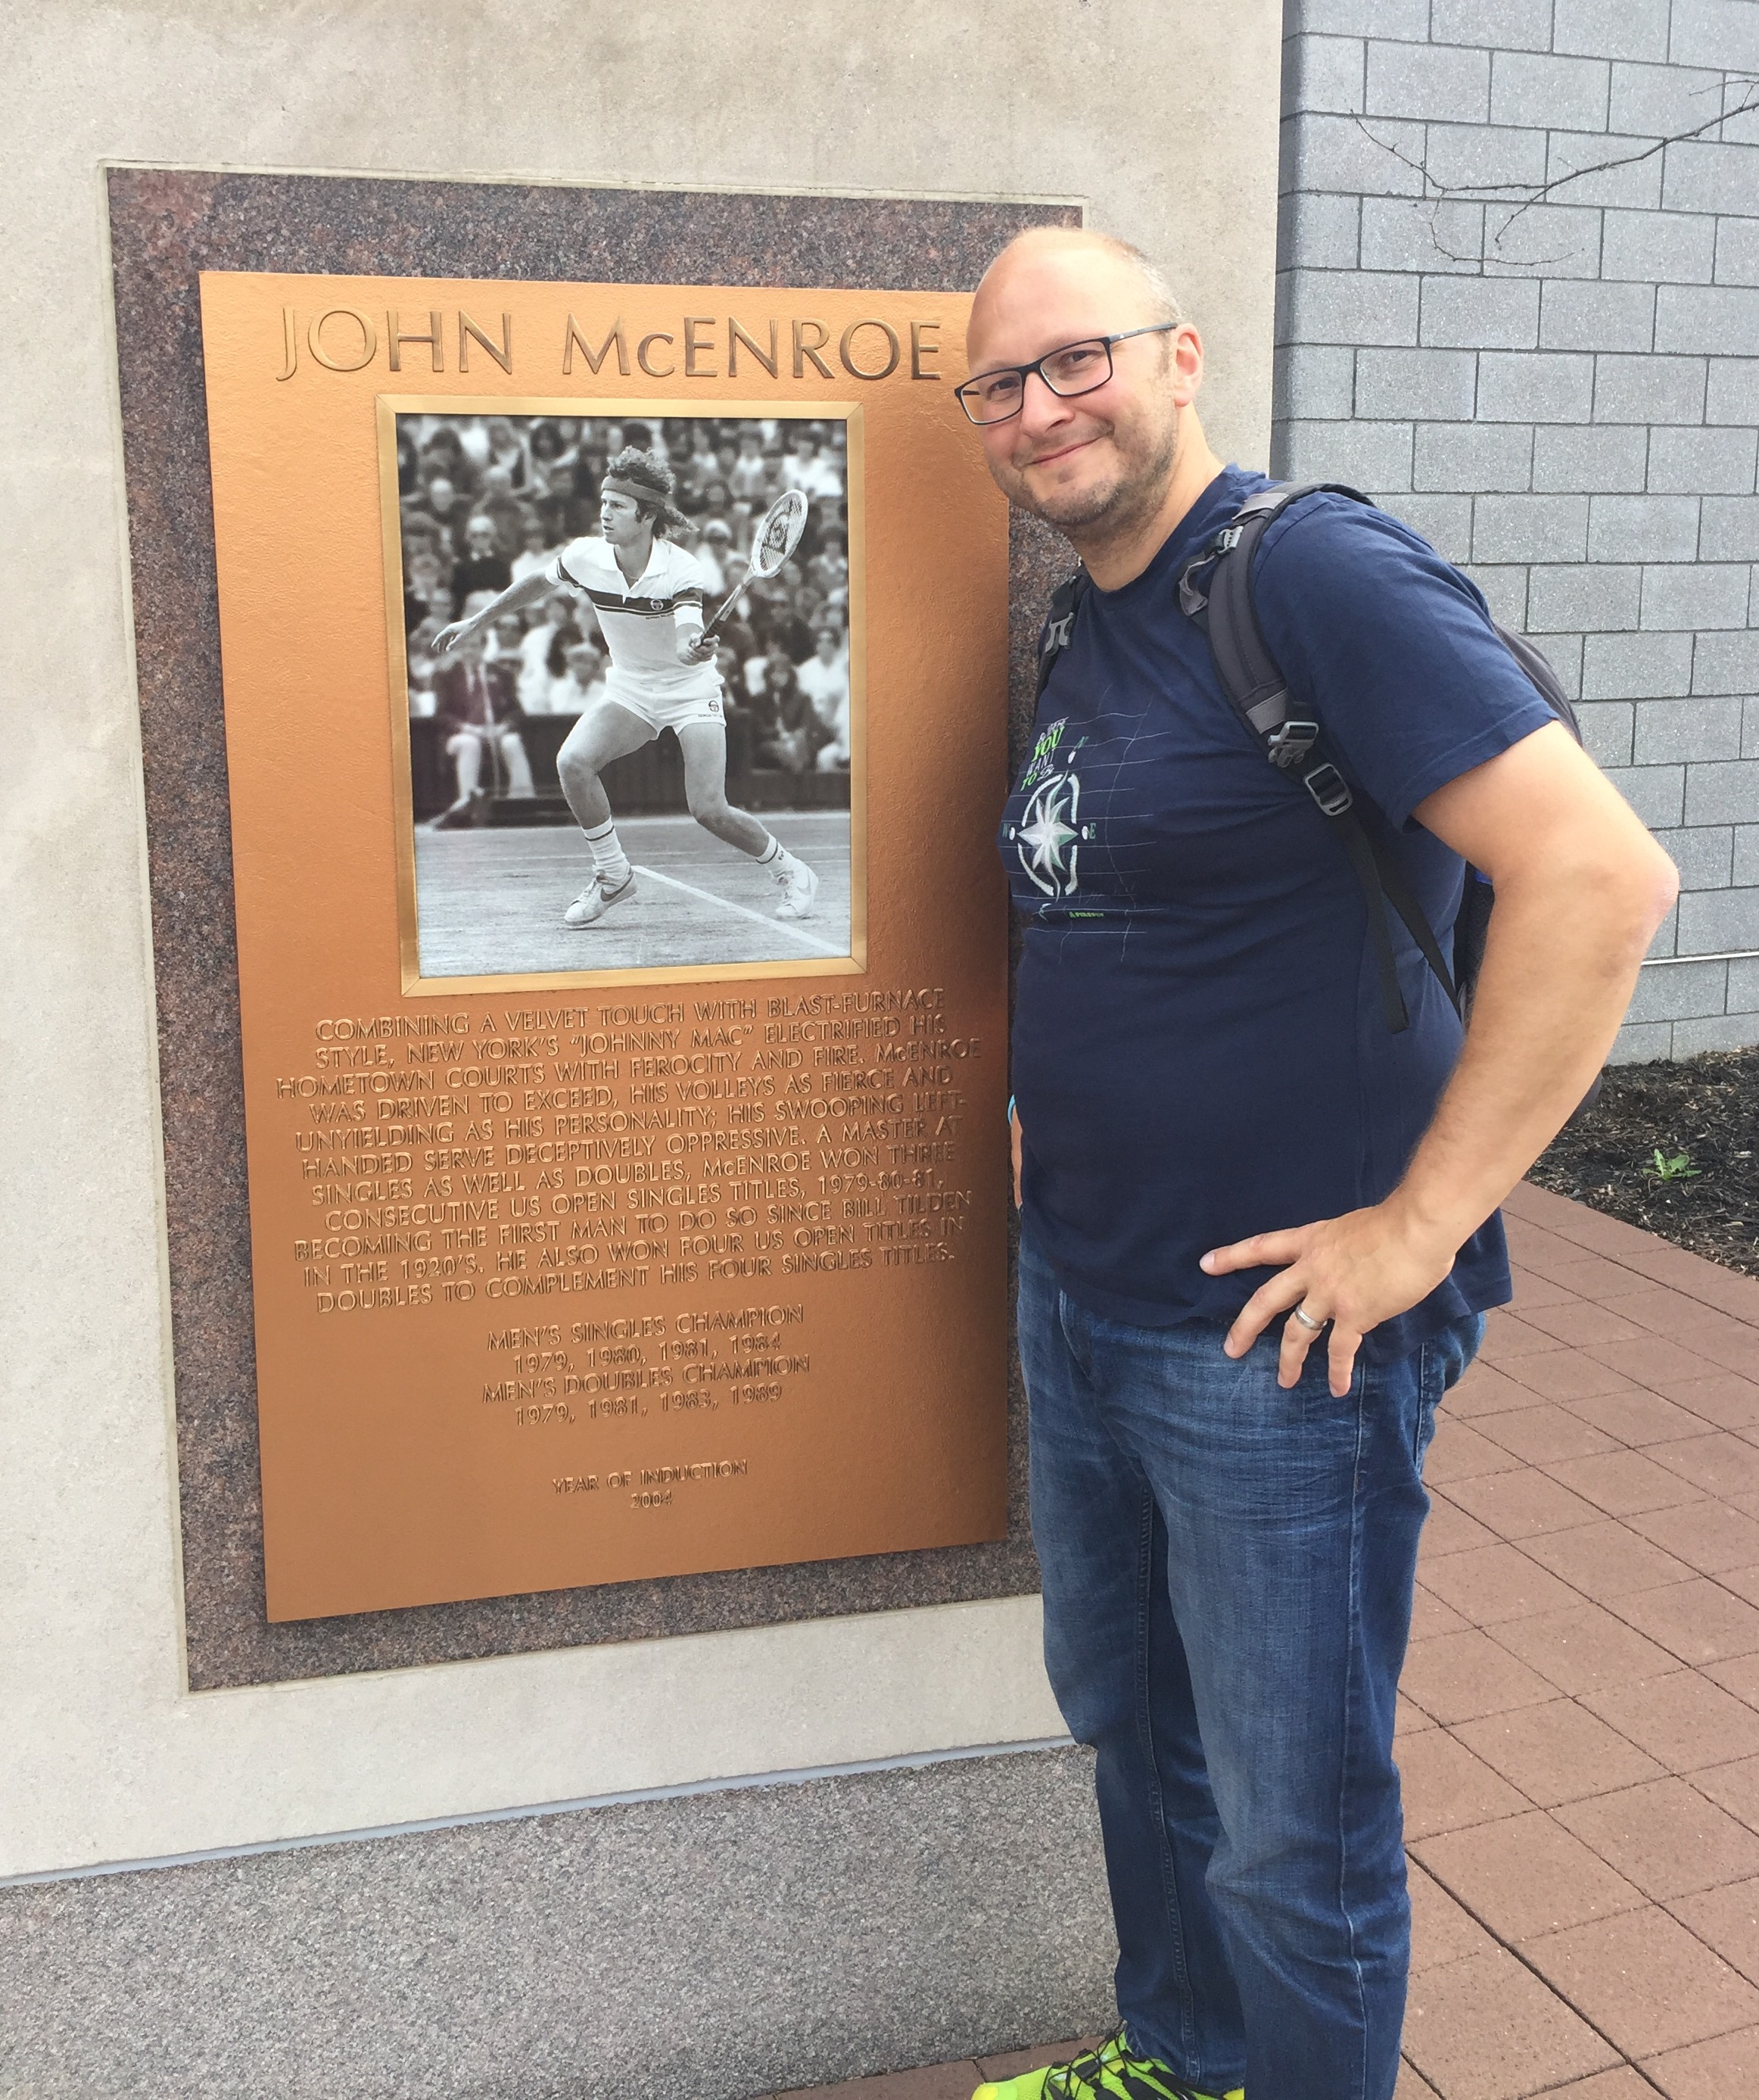 JOHN McENROE
COMBINING A VELVET TOUCH WITH BLAST-FURNACE
STYLE, NEW YORK'S "JOHNNY MAC" ELECTRIFIED HIS
HOMETOWN COURTS WITH FEROCITY AND FIRE. McENROE
WAS DRIVEN TO EXCEED, HIS VOLLEYS AS FIERCE AND
UNYIELDING AS HIS PERSONALITY; HIS SWOOPING LEFT-
HANDED SERVE DECEPTIVELY OPPRESSIVE. A MASTER AT
SINGLES AS WELL AS DOUBLES, McENROE WON THREE
CONSECUTIVE US OPEN SINGLES TITLES, 1979-80-81,
BECOMING THE FIRST MAN TO DO SO SINCE BILL TILDEN
IN THE 1920'S. HE ALSO WON FOUR US OPEN TITLES IN
DOUBLES TO COMPLEMENT HIS FOUR SINGLES TITLES.
MEN'S SINGLES CHAMPION
1979, 1980, 1981, 1984
MEN'S DOUBLES CHAMPION
1979, 1981, 1983, 1989
YEAR OF INDUCTION
2004
YOU
WANT
TO
E